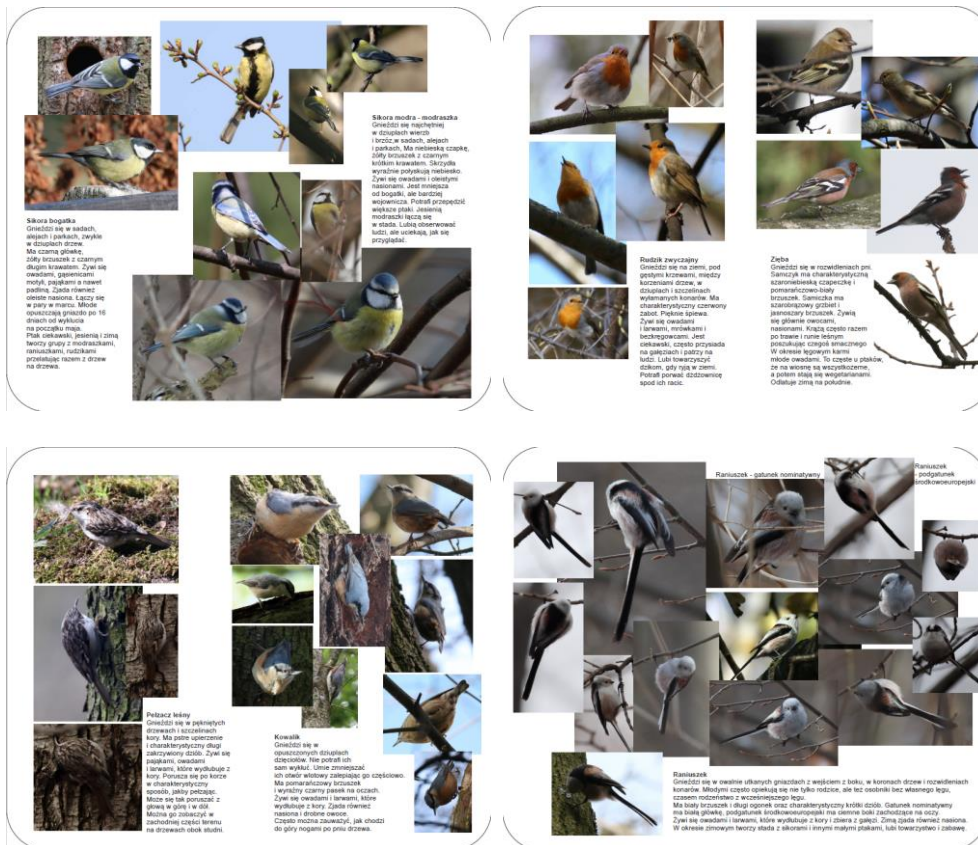 Sikora modra - modraszka
Gnieździ się najchętniej
w dziuplach wierzb
i brzóz,w sadach, alejach
i parkach, Ma niebieską czapkę,
żółty brzuszek z czarnym
krótkim krawatem. Skrzydła
wyraźnie połyskują niebiesko.
Żywi się owadami i oleistymi
nasionami. Jest mniejsza
od bogatki, ale bardziej
wojownicza. Potrafi przepędzić
większe ptaki. Jesienią
modraszki łączą się
w stada. Lubią obserwować
ludzi, ale uciekają, jak się
przyglądać.
Sikora bogatka
Gnieździ się w sadach,
alejach i parkach, zwykle
w dziuplach drzew.
Ma czarną główkę,
żółty brzuszek z czarnym
długim krawatem. Żywi się
owadami, gąsienicami
motyli, pająkami a nawet
padliną. Zjada również
oleiste nasiona. Łączy się
w pary w marcu. Młode
opuszczają gniazdo po 16
dniach od wyklucia
na początku maja.
Ptak ciekawski, jesienią i zimą
tworzy grupy z modraszkami,
raniuszkami, rudzikami
przelatując razem z drzew
na drzewa.
Rudzik zwyczajny
Gnieździ się na ziemi, pod
gęstymi krzewami, między
korzeniami drzew, w
dziuplach i szczelinach
wyłamanych konarów. Ma
charakterystyczny czerwony
żabot. Pięknie śpiewa.
Żywi się owadami
i larwami, mrówkami i
bezkręgowcami. Jest
ciekawski, często przysiada
na gałęziach i patrzy na
ludzi. Lubi towarzyszyć
dzikom, gdy ryją w ziemi.
Potrafi porwać dżdżownicę
spod ich racic.
Zięba
Gnieździ się w rozwidleniach pni.
Samczyk ma charakterystyczną
szaroniebieską czapeczkę i
pomarańczowo-biały
brzuszek, Samiczka ma
szarobrązowy grzbiet i
jasnoszary brzuszek. Żywią
się głównie owocami,
nasionami. Krążą często razem
po trawie i runie leśnym
poszukując czegoś smacznego
W okresie lęgowym karmi
młode owadami. To częste u ptaków,
że na wiosnę są wszystkożerne,
a potem stają się wegetarianami.
Odlatuje zimą na południe.
Pełzacz leśny
Gnieździ się w pękniętych
drzewach i szczelinach
kory. Ma pstre upierzenie
i charakterystyczny długi
zakrzywiony dziób. Żywi się
pająkami, owadami
i larwami, które wydłubuje z
kory. Porusza się po korze
w charakterystyczny
sposób, jakby pełzając.
Może się tak poruszać z
głową w górę i w dół.
Można go zobaczyć w
zachodniej części terenu
na drzewach obok studni.
Kowalik
Gnieździ się w
opuszczonych dziuplach
dzięciołów. Nie potrafi ich
sam wykłuć. Umie zmniejszać
ich otwór wlotowy zalepiając go częściowo.
Ma pomarańczowy brzuszek
i wyraźny czarny pasek na oczach.
Żywi się owadami i larwami, które
wydłubuje z kory. Zjada również
nasiona i drobne owoce.
Często można zauważyć, jak chodzi
do góry nogami po pniu drzewa.
Raniuszek - gatunek nominatywny
Raniuszek
- podgatunek
środkowoeuropejski
Raniuszek
Gnieździ się w owalnie utkanych gniazdach z wejściem z boku, w koronach drzew i rozwidleniach
konarów. Młodymi często opiekują się nie tylko rodzice, ale też osobniki bez własnego lęgu,
czasem rodzeństwo z wcześniejszego lęgu.
Ma biały brzuszek i długi ogonek oraz charakterystyczny krótki dziób. Gatunek nominatywny
ma białą główkę, podgatunek środkowoeuropejski ma ciemne boki zachodzące na oczy.
Żywi się owadami i larwami, które wydłubuje z kory i zbiera z gałęzi. Zimą zjada również nasiona.
W okresie zimowym tworzy stada z sikorami i innymi małymi ptakami, lubi towarzystwo i zabawę.